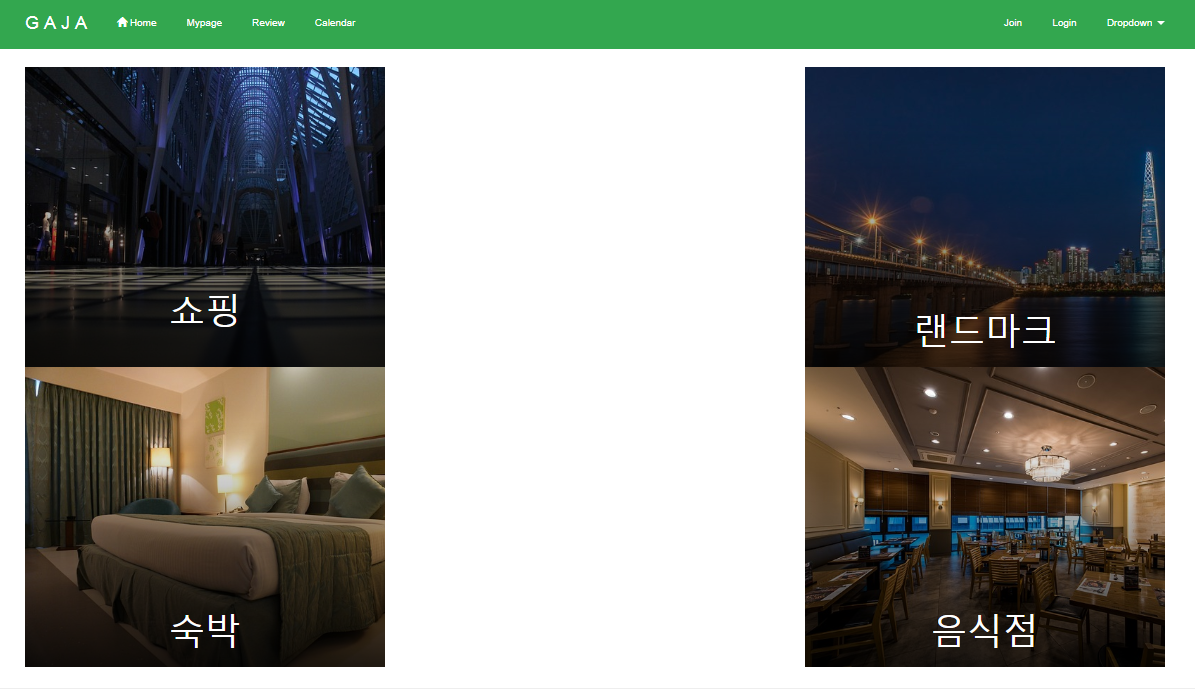 GAJA Home Mypage Review Calendar Join Login Dropdown
쇼핑
랜드마크
숙박
음식점